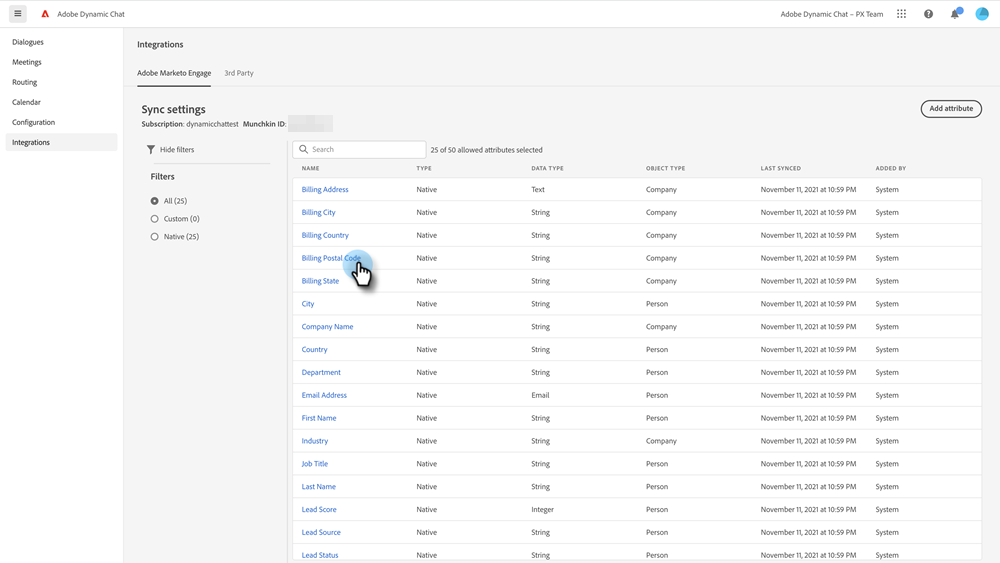 Adobe Dynamic Chat
Adobe Dynamic Chat – PX Team
Dialogues
Meetings
Routing
Calendar
Configuration
Integrations
Integrations
Adobe Marketo Engage 3rd Party
Sync settings
Subscription: dynamicchattest Munchkin ID:
Add attribute
Hide filters
Filters
All (25)
Custom (0)
Native (25)
Search 25 of 50 allowed attributes selected
NAME TYPE DATA TYPE OBJECT TYPE LAST SYNCED ADDED BY
Billing Address Native Text Company November 11, 2021 at 10:59 PM System
Billing City Native String Company November 11, 2021 at 10:59 PM System
Billing Country Native String Company November 11, 2021 at 10:59 PM System
Billing Postal Code Native String Company November 11, 2021 at 10:59 PM System
Billing State Native String Company November 11, 2021 at 10:59 PM System
City Native String Person November 11, 2021 at 10:59 PM System
Company Name Native String Company November 11, 2021 at 10:59 PM System
Country Native String Person November 11, 2021 at 10:59 PM System
Department Native String Person November 11, 2021 at 10:59 PM System
Email Address Native Email Person November 11, 2021 at 10:59 PM System
First Name Native String Person November 11, 2021 at 10:59 PM System
Industry Native String Company November 11, 2021 at 10:59 PM System
Job Title Native String Person November 11, 2021 at 10:59 PM System
Last Name Native String Person November 11, 2021 at 10:59 PM System
Lead Score Native Integer Person November 11, 2021 at 10:59 PM System
Lead Source Native String Person November 11, 2021 at 10:59 PM System
Lead Status Native String Person November 11, 2021 at 10:59 PM System